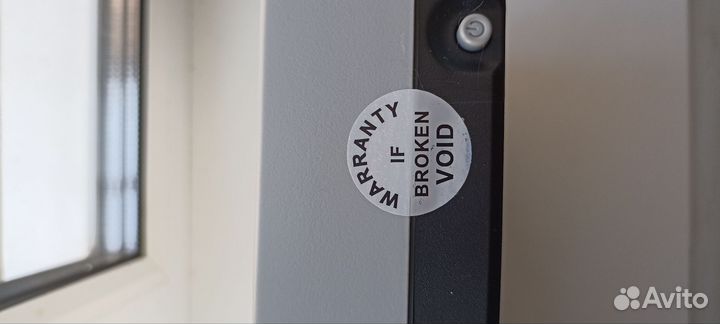 WARRANTY
IF
BROKEN
VOID
Avito